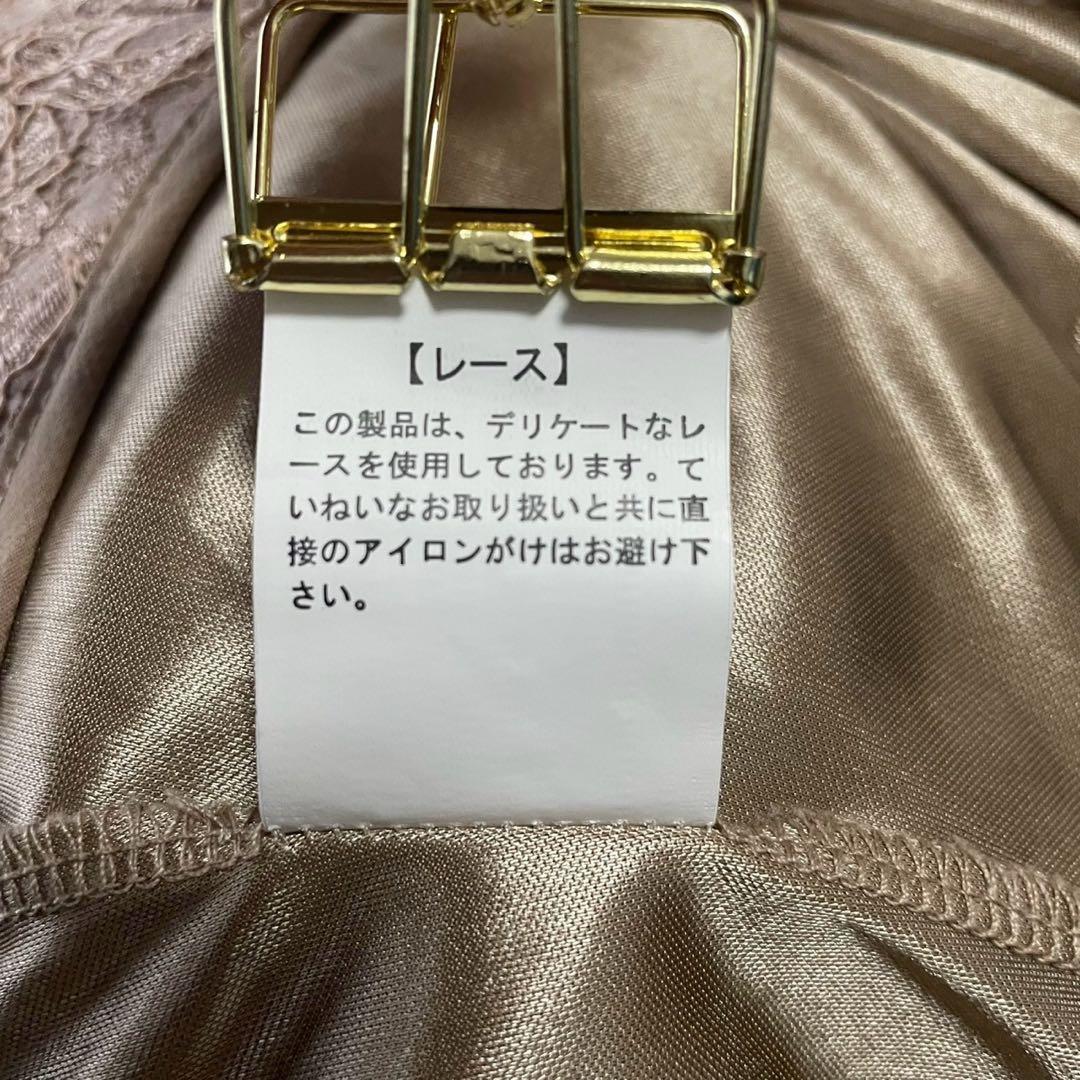 【レース】
この製品は、デリケートなレ
ースを使用しております。て
いねいなお取り扱いと共に直
接のアイロンがけはお避け下
さい。